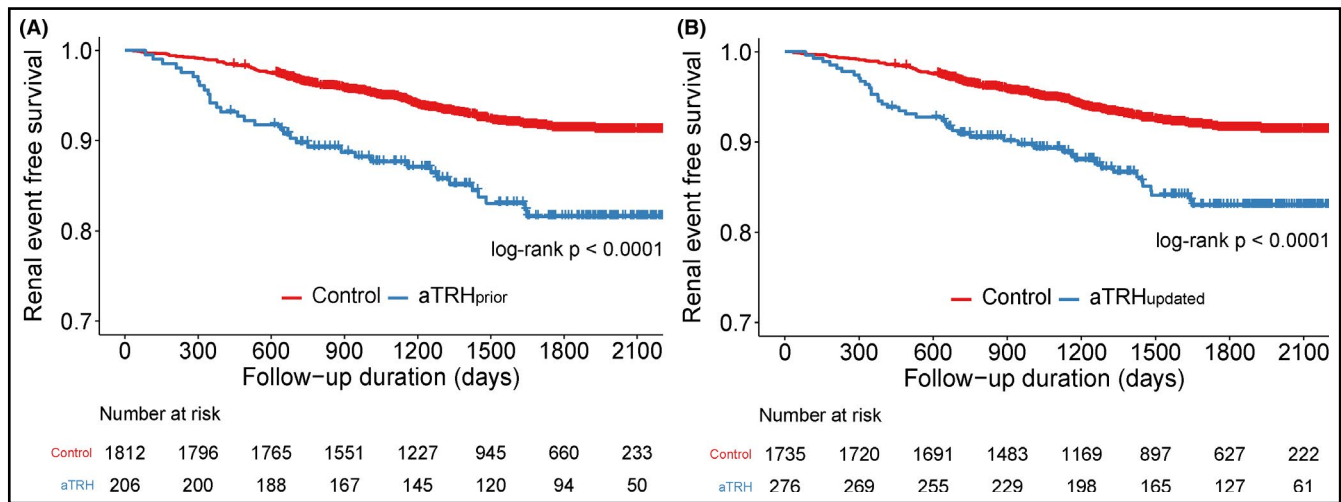 (A)
Renal event free survival
1.0
0.9
0.8
0.7
log-rank p < 0.0001
Control aTRHprior
0 300 600 900 1200 1500 1800 2100
Follow-up duration (days)
Number at risk
Control 1812 1796 1765 1551 1227 945 660 233
aTRH 206 200 188 167 145 120 94 50
(B)
Renal event free survival
1.0
0.9
0.8
0.7
log-rank p < 0.0001
Control aTRHupdated
0 300 600 900 1200 1500 1800 2100
Follow-up duration (days)
Number at risk
Control 1735 1720 1691 1483 1169 897 627 222
aTRH 276 269 255 229 198 165 127 61